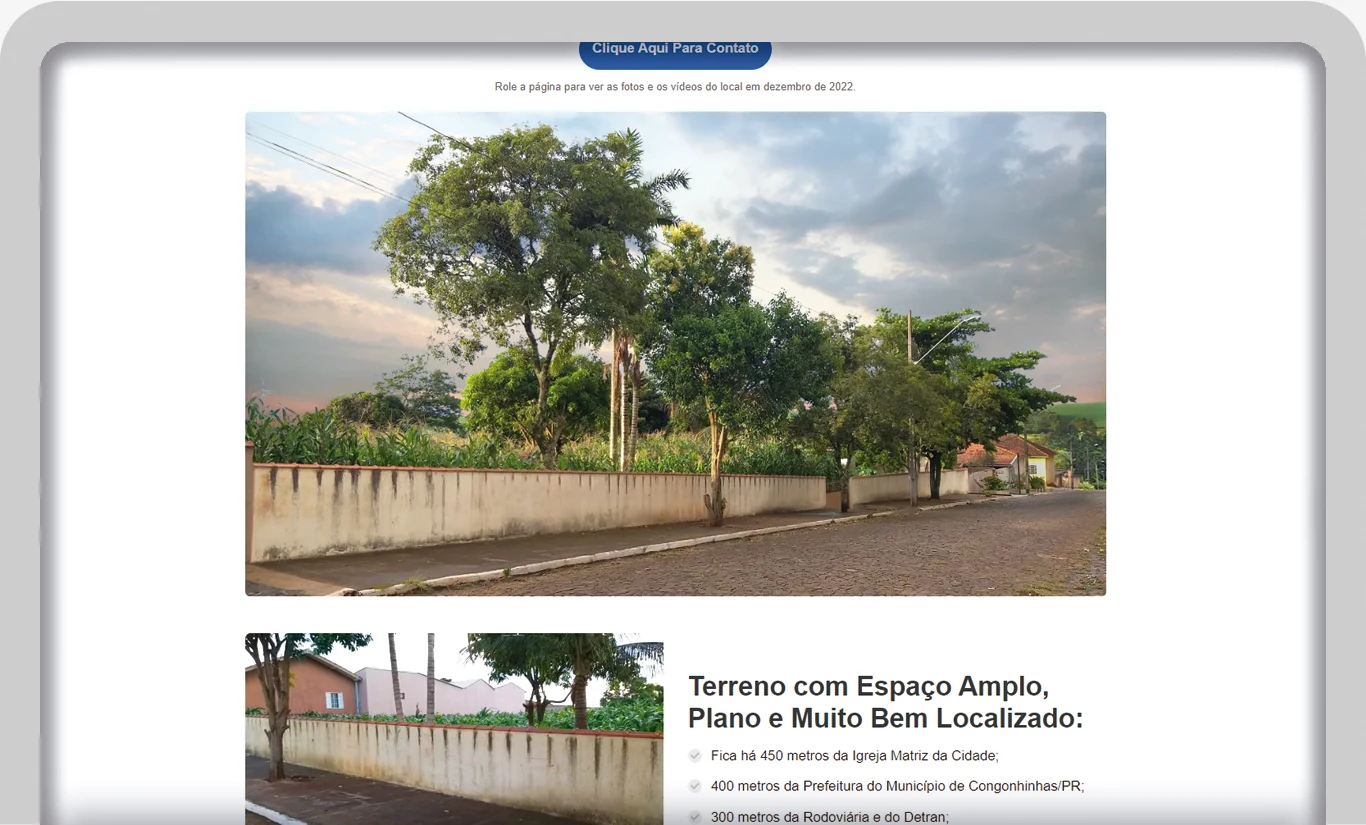 Clique Aqui Para Contato
Role a página para ver as fotos e os vídeos do local em dezembro de 2022.
Terreno com Espaço Amplo,
Plano e Muito Bem Localizado:
Fica há 450 metros da Igreja Matriz da Cidade;
400 metros da Prefeitura do Município de Congonhinhas/PR;
300 metros da Rodoviária e do Detran;